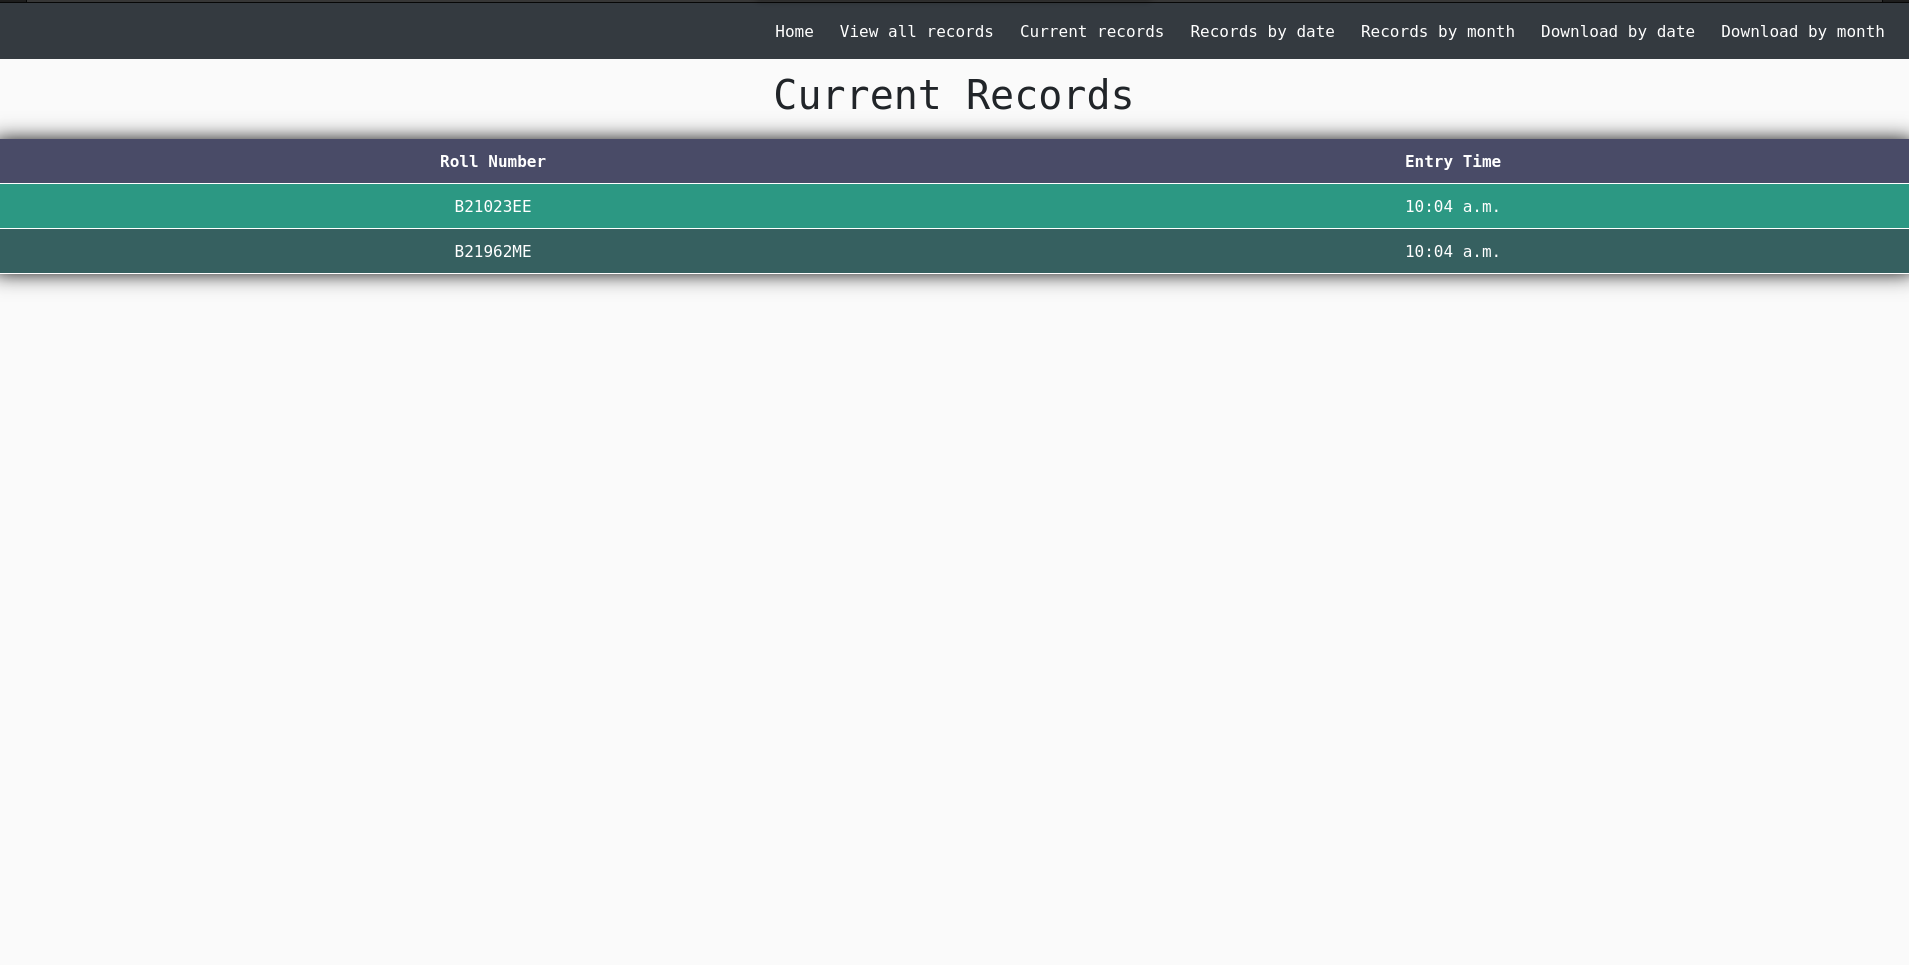 Home View all records Current records Records by date Records by month Download by date Download by month
Current Records
Roll Number Entry Time
B21023EE 10:04 a.m.
B21962ME 10:04 a.m.